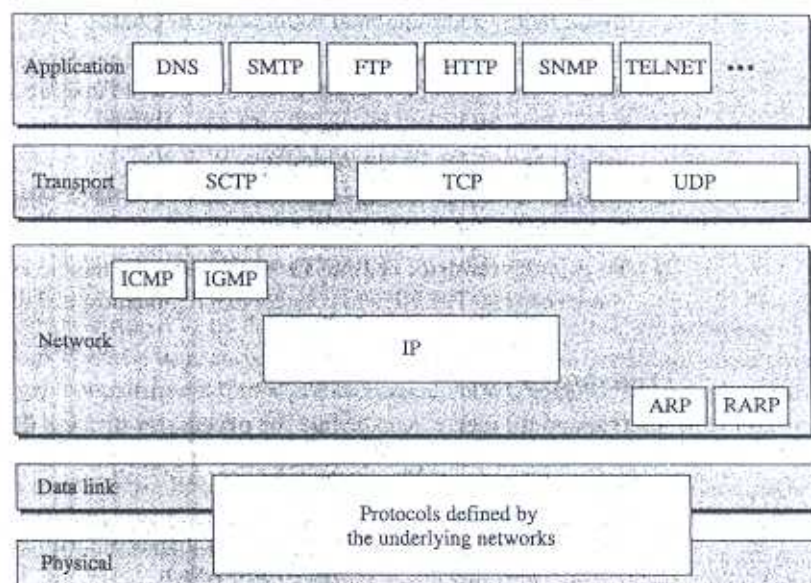 Application DNS SMTP FTP HTTP SNMP TELNET •••
Transport SCTP TCP UDP
ICMP IGMP
Network IP
ARP RARP
Data link
Protocols defined by
the underlying networks
Physical